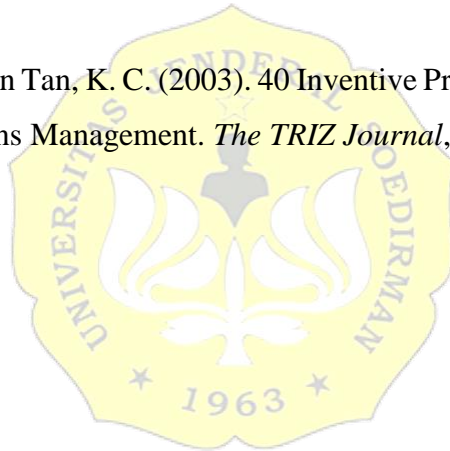 n Tan, K. C. (2003). 40 Inventive Pr
ns Management. The TRIZ Journal,
UNIVERSITAS JENDERAL SOEDIRMAN
1963